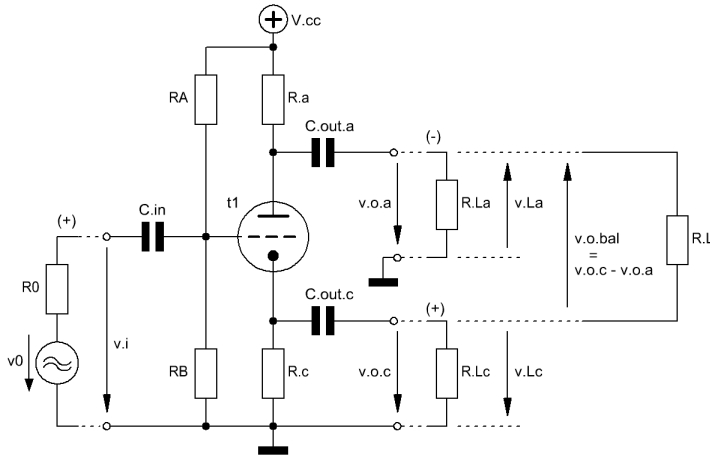 V.cc
RA
R.a
C.out.a
(-)
t1
v.o.a
R.La
v.La
C.in
(+)
v.o.bal
=
v.o.c - v.o.a
R.L
R0
C.out.c
(+)
v0
v.i
RB
R.c
v.o.c
R.Lc
v.Lc